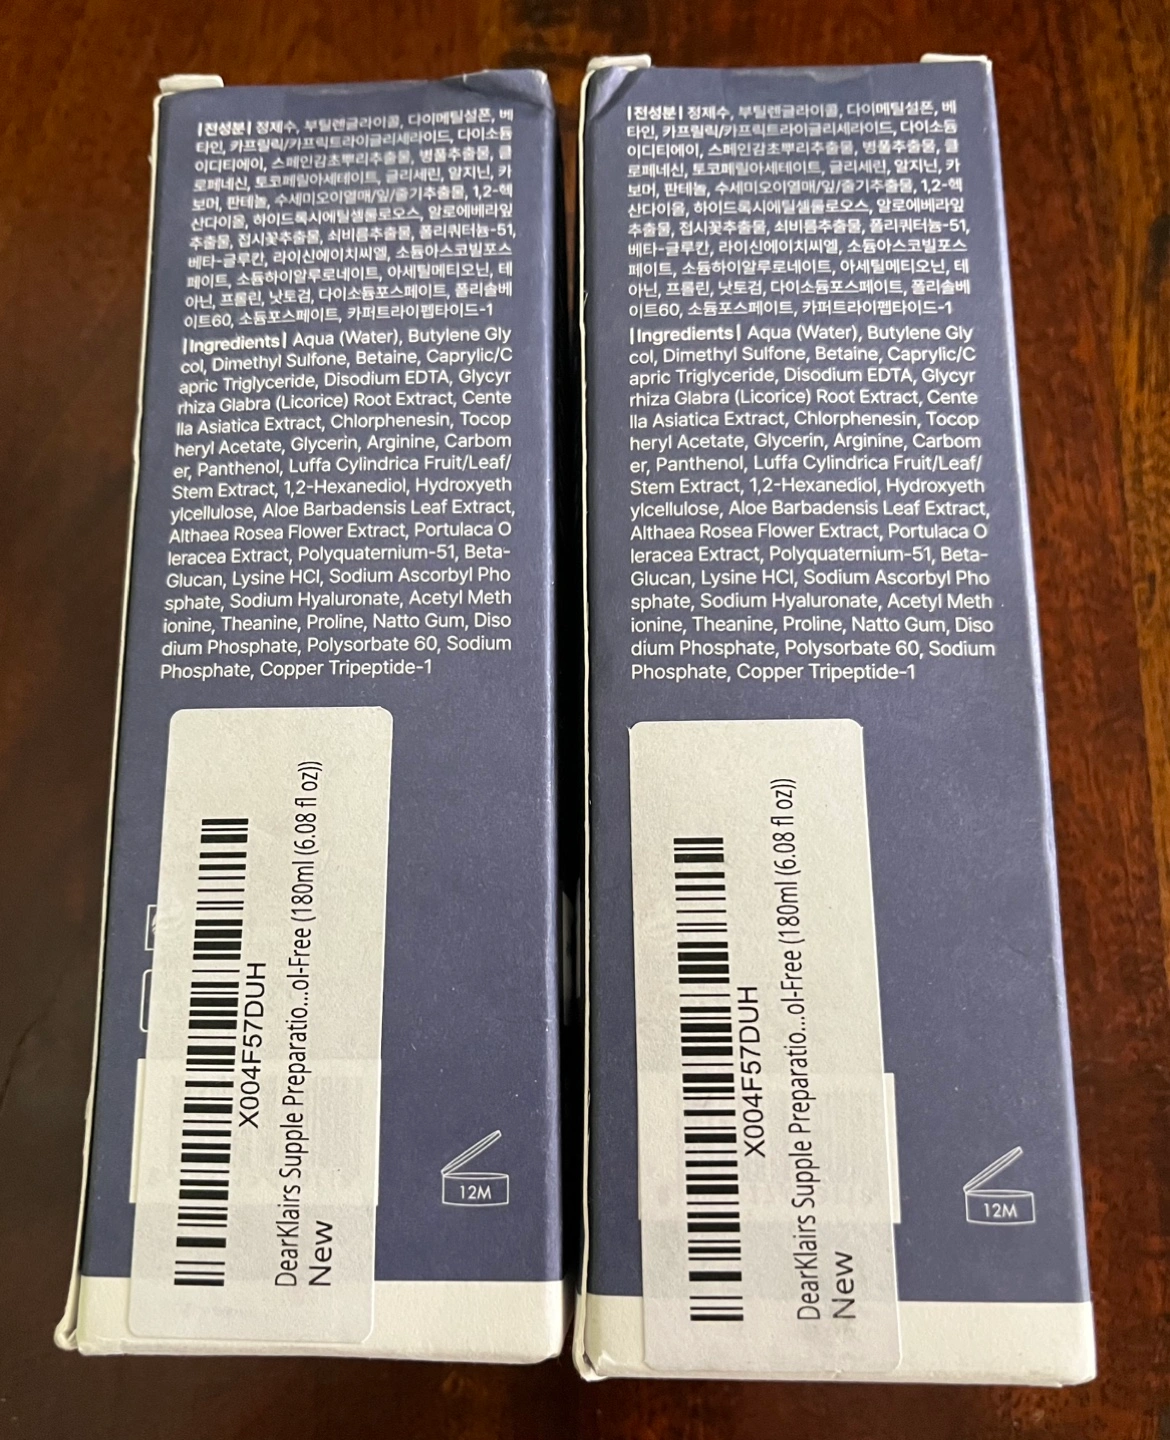 |전성분| 정제수, 부틸렌글라이콜, 다이메틸설폰, 베
타인, 카프릴릭/카프릭트라이글리세라이드, 다이소듐
이디티에이, 스페인감초뿌리추출물, 병풀추출물, 클
로페네신, 토코페릴아세테이트, 글리세린, 알지닌, 카
보머, 판테놀, 수세미오이열매/잎/줄기추출물, 1,2-헥
산다이올, 하이드록시에틸셀룰로오스, 알로에베라잎
추출물, 접시꽃추출물, 쇠비름추출물, 폴리쿼터늄-51,
베타-글루칸, 라이신에이치씨엘, 소듐아스코빌포스
페이트, 소듐하이알루로네이트, 아세틸메티오닌, 테
아닌, 프롤린, 낫토검, 다이소듐포스페이트, 폴리솔베
이트60, 소듐포스페이트, 카퍼트라이펩타이드-1
|Ingredients| Aqua (Water), Butylene Gly
col, Dimethyl Sulfone, Betaine, Caprylic/C
apric Triglyceride, Disodium EDTA, Glycyr
rhiza Glabra (Licorice) Root Extract, Cente
lla Asiatica Extract, Chlorphenesin, Tocop
heryl Acetate, Glycerin, Arginine, Carbom
er, Panthenol, Luffa Cylindrica Fruit/Leaf/
Stem Extract, 1,2-Hexanediol, Hydroxyeth
ylcellulose, Aloe Barbadensis Leaf Extract,
Althaea Rosea Flower Extract, Portulaca O
leracea Extract, Polyquaternium-51, Beta-
Glucan, Lysine HCl, Sodium Ascorbyl Pho
sphate, Sodium Hyaluronate, Acetyl Meth
ionine, Theanine, Proline, Natto Gum, Diso
dium Phosphate, Polysorbate 60, Sodium
Phosphate, Copper Tripeptide-1
X004F57DUH
DearKlairs Supple Preparatio...ol-Free (180ml (6.08 fl oz))
New
12M
|전성분| 정제수, 부틸렌글라이콜, 다이메틸설폰, 베
타인, 카프릴릭/카프릭트라이글리세라이드, 다이소듐
이디티에이, 스페인감초뿌리추출물, 병풀추출물, 클
로페네신, 토코페릴아세테이트, 글리세린, 알지닌, 카
보머, 판테놀, 수세미오이열매/잎/줄기추출물, 1,2-헥
산다이올, 하이드록시에틸셀룰로오스, 알로에베라잎
추출물, 접시꽃추출물, 쇠비름추출물, 폴리쿼터늄-51,
베타-글루칸, 라이신에이치씨엘, 소듐아스코빌포스
페이트, 소듐하이알루로네이트, 아세틸메티오닌, 테
아닌, 프롤린, 낫토검, 다이소듐포스페이트, 폴리솔베
이트60, 소듐포스페이트, 카퍼트라이펩타이드-1
|Ingredients| Aqua (Water), Butylene Gly
col, Dimethyl Sulfone, Betaine, Caprylic/C
apric Triglyceride, Disodium EDTA, Glycyr
rhiza Glabra (Licorice) Root Extract, Cente
lla Asiatica Extract, Chlorphenesin, Tocop
heryl Acetate, Glycerin, Arginine, Carbom
er, Panthenol, Luffa Cylindrica Fruit/Leaf/
Stem Extract, 1,2-Hexanediol, Hydroxyeth
ylcellulose, Aloe Barbadensis Leaf Extract,
Althaea Rosea Flower Extract, Portulaca O
leracea Extract, Polyquaternium-51, Beta-
Glucan, Lysine HCl, Sodium Ascorbyl Pho
sphate, Sodium Hyaluronate, Acetyl Meth
ionine, Theanine, Proline, Natto Gum, Diso
dium Phosphate, Polysorbate 60, Sodium
Phosphate, Copper Tripeptide-1
X004F57DUH
DearKlairs Supple Preparatio...ol-Free (180ml (6.08 fl oz))
New
12M